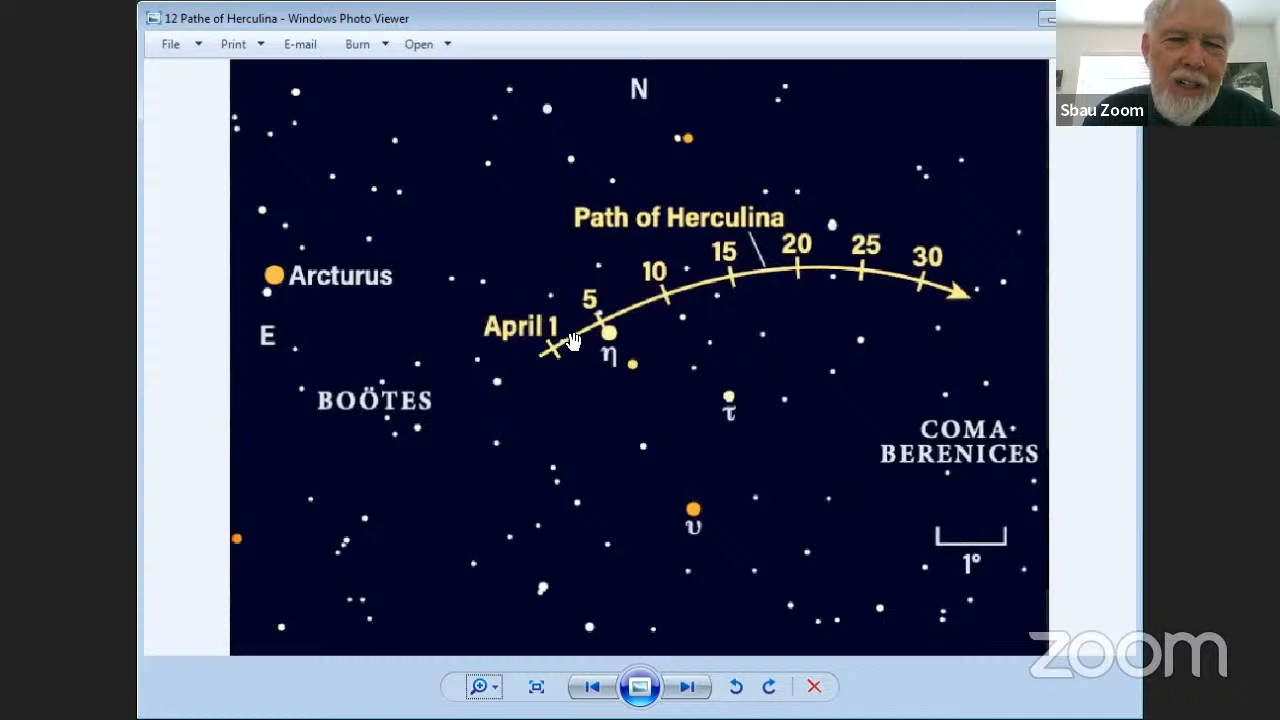 12 Pathe of Herculina - Windows Photo Viewer
File Print E-mail Burn Open
Sbau Zoom
N
Path of Herculina
April 1 5 10 15 20 25 30
Arcturus
E
η
BOÖTES
τ
COMA
BERENICES
υ
1°
zoom